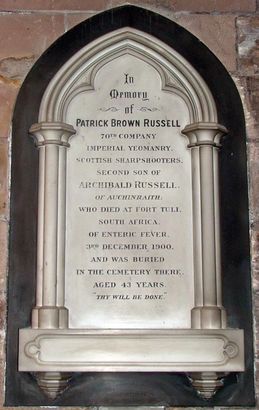 In
Memory
of
PATRICK BROWN RUSSELL
70TH COMPANY
IMPERIAL YEOMANRY,
SCOTTISH SHARPSHOOTERS,
SECOND SON OF
ARCHIBALD RUSSELL,
OF AUCHINRAITH;
WHO DIED AT FORT TULI,
SOUTH AFRICA,
OF ENTERIC FEVER,
3RD DECEMBER 1900,
AND WAS BURIED
IN THE CEMETERY THERE,
AGED 43 YEARS.
"THY WILL BE DONE."